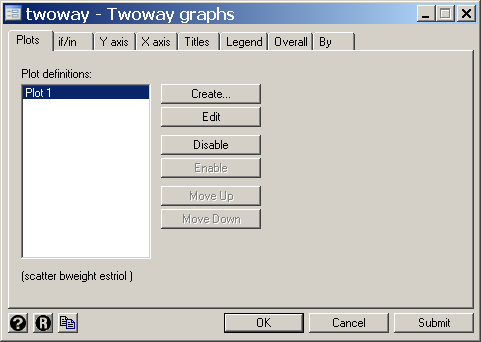 twoway - Twoway graphs
Plots if/in Y axis X axis Titles Legend Overall By
Plot definitions:
Plot 1
Create...
Edit
Disable
Enable
Move Up
Move Down
(scatter bweight estriol )
? R OK Cancel Submit